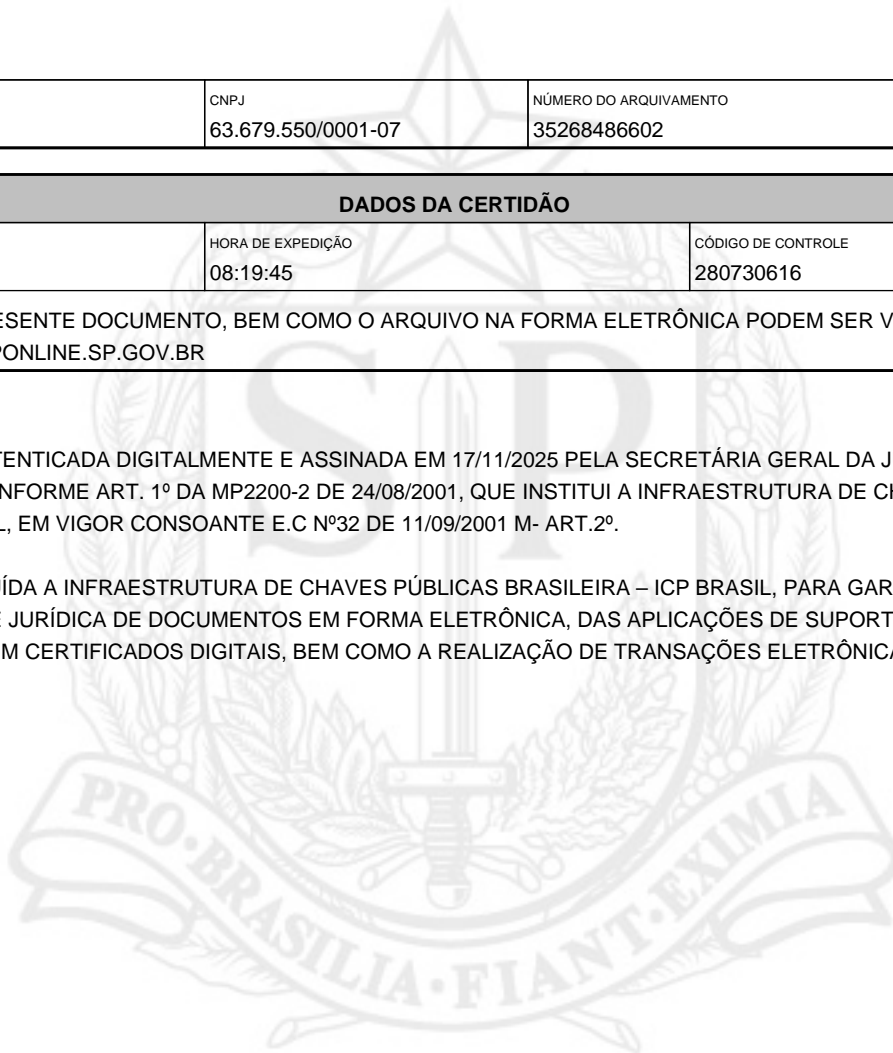 CNPJ NÚMERO DO ARQUIVAMENTO
63.679.550/0001-07 35268486602
DADOS DA CERTIDÃO
HORA DE EXPEDIÇÃO CÓDIGO DE CONTROLE
08:19:45 280730616
ESENTE DOCUMENTO, BEM COMO O ARQUIVO NA FORMA ELETRÔNICA PODEM SER V
PONLINE.SP.GOV.BR
TENTICADA DIGITALMENTE E ASSINADA EM 17/11/2025 PELA SECRETÁRIA GERAL DA J
NFORME ART. 1º DA MP2200-2 DE 24/08/2001, QUE INSTITUI A INFRAESTRUTURA DE CH
L, EM VIGOR CONSOANTE E.C Nº32 DE 11/09/2001 M- ART.2º.
UÍDA A INFRAESTRUTURA DE CHAVES PÚBLICAS BRASILEIRA – ICP BRASIL, PARA GAR
E JURÍDICA DE DOCUMENTOS EM FORMA ELETRÔNICA, DAS APLICAÇÕES DE SUPORT
M CERTIFICADOS DIGITAIS, BEM COMO A REALIZAÇÃO DE TRANSAÇÕES ELETRÔNICA
SP
PRO·BRASILIA·FIANT·EXIMIA